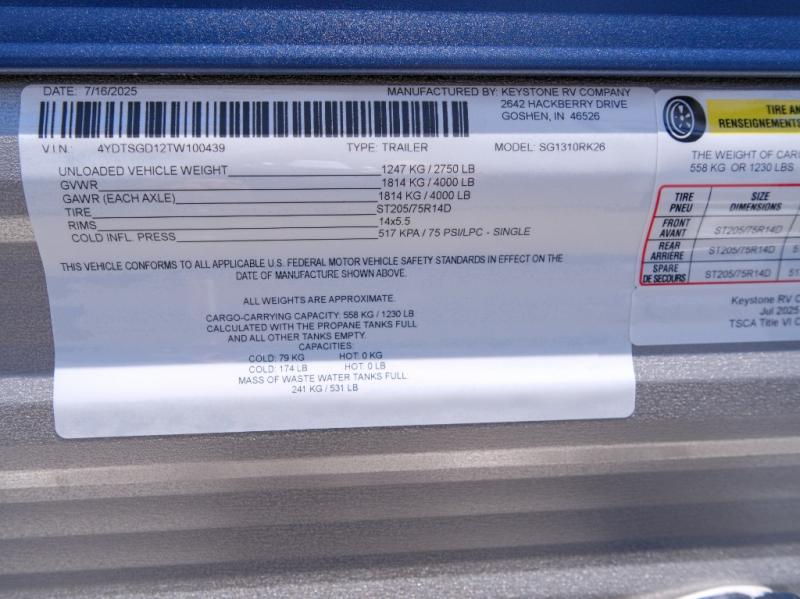 DATE: 7/16/2025 MANUFACTURED BY: KEYSTONE RV COMPANY
2642 HACKBERRY DRIVE
GOSHEN, IN 46526
V I N : 4YDTSGD12TW100439 TYPE: TRAILER MODEL: SG1310RK26
UNLOADED VEHICLE WEIGHT 1247 KG / 2750 LB
GVWR 1814 KG / 4000 LB
GAWR (EACH AXLE) 1814 KG / 4000 LB
TIRE ST205/75R14D
RIMS 14x5.5
COLD INFL. PRESS 517 KPA / 75 PSI/LPC - SINGLE
THIS VEHICLE CONFORMS TO ALL APPLICABLE U.S. FEDERAL MOTOR VEHICLE SAFETY STANDARDS IN EFFECT ON THE
DATE OF MANUFACTURE SHOWN ABOVE.
ALL WEIGHTS ARE APPROXIMATE.
CARGO-CARRYING CAPACITY: 558 KG / 1230 LB
CALCULATED WITH THE PROPANE TANKS FULL
AND ALL OTHER TANKS EMPTY.
CAPACITIES:
COLD: 79 KG HOT: 0 KG
COLD: 174 LB HOT: 0 LB
MASS OF WASTE WATER TANKS FULL:
241 KG / 531 LB
TIRE AN
RENSEIGNEMENTS
THE WEIGHT OF CARG
558 KG OR 1230 LBS
TIRE SIZE
PNEU DIMENSIONS
FRONT
AVANT ST205/75R14D
REAR
ARRIERE ST205/75R14D 5
SPARE
DE SECOURS ST205/75R14D 51
Keystone RV C
Jul 2025
TSCA Title VI C